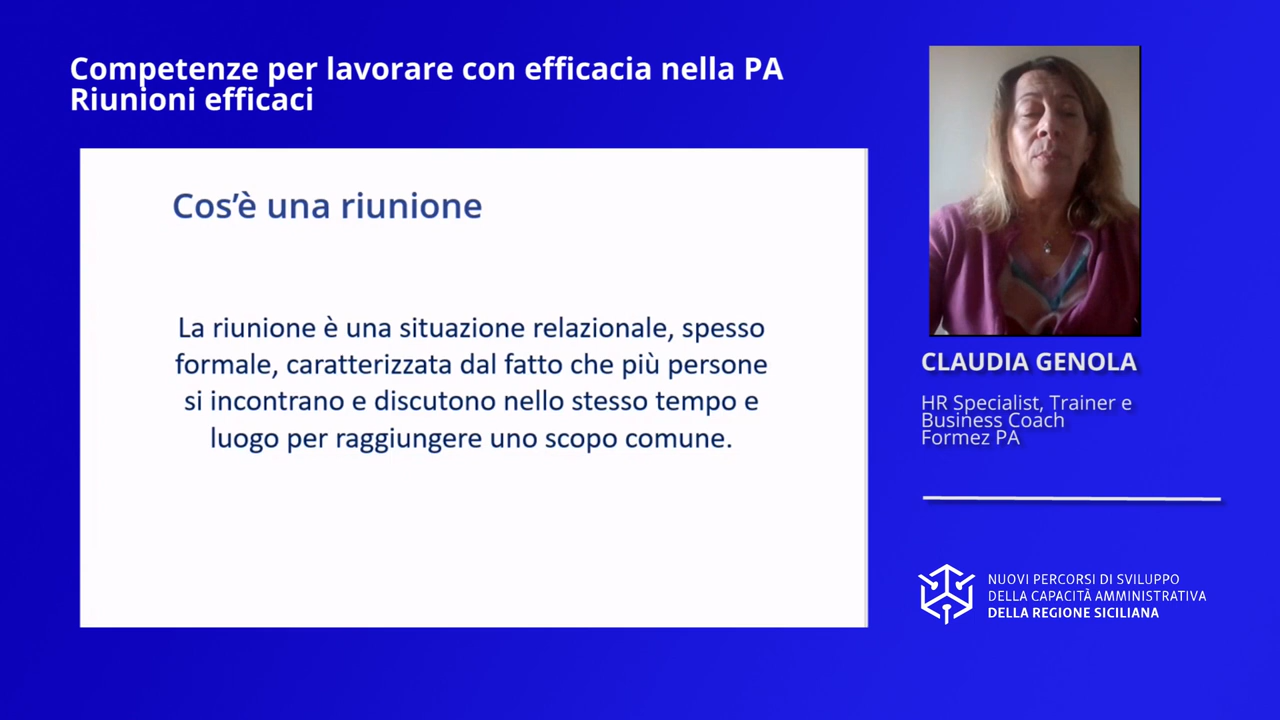 Competenze per lavorare con efficacia nella PA
Riunioni efficaci
Cos’è una riunione
La riunione è una situazione relazionale, spesso
formale, caratterizzata dal fatto che più persone
si incontrano e discutono nello stesso tempo e
luogo per raggiungere uno scopo comune.
CLAUDIA GENOLA
HR Specialist, Trainer e
Business Coach
Formez PA
NUOVI PERCORSI DI SVILUPPO
DELLA CAPACITÀ AMMINISTRATIVA
DELLA REGIONE SICILIANA